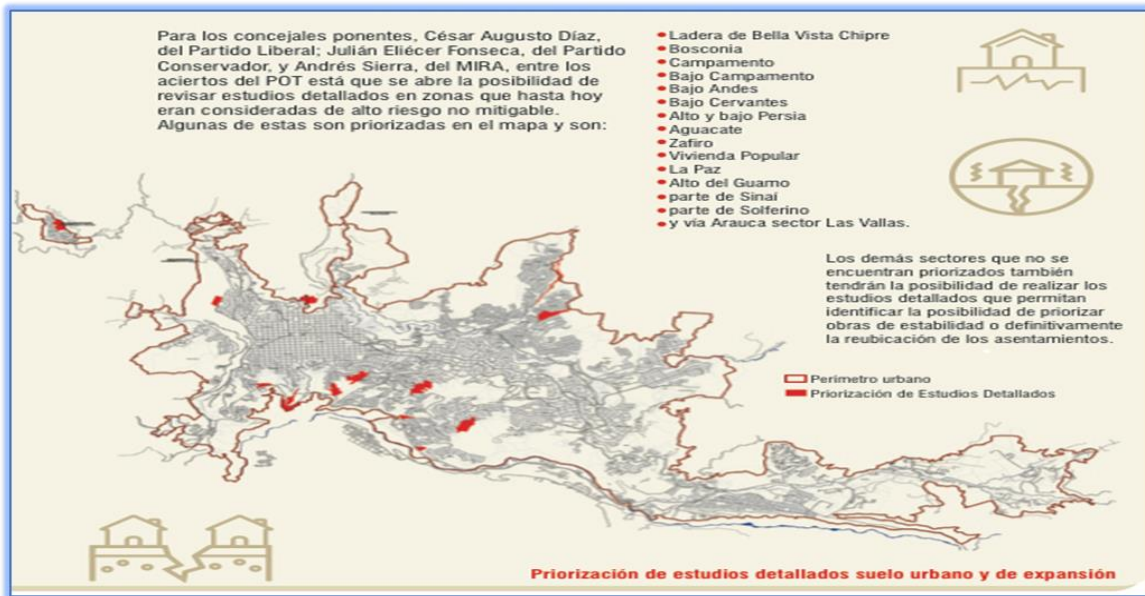 Para los concejales ponentes, César Augusto Díaz,
del Partido Liberal; Julián Eliécer Fonseca, del Partido
Conservador, y Andrés Sierra, del MIRA, entre los
aciertos del POT está que se abre la posibilidad de
revisar estudios detallados en zonas que hasta hoy
eran consideradas de alto riesgo no mitigable.
Algunas de estas son priorizadas en el mapa y son:
• Ladera de Bella Vista Chipre
• Bosconia
• Campamento
• Bajo Campamento
• Bajo Andes
• Bajo Cervantes
• Alto y bajo Persia
• Aguacate
• Zafiro
• Vivienda Popular
• La Paz
• Alto del Guamo
• parte de Sinaí
• parte de Solferino
• y vía Arauca sector Las Vallas.
Los demás sectores que no se
encuentran priorizados también
tendrán la posibilidad de realizar los
estudios detallados que permitan
identificar la posibilidad de priorizar
obras de estabilidad o definitivamente
la reubicación de los asentamientos.
Perímetro urbano
Priorización de Estudios Detallados
Priorización de estudios detallados suelo urbano y de expansión